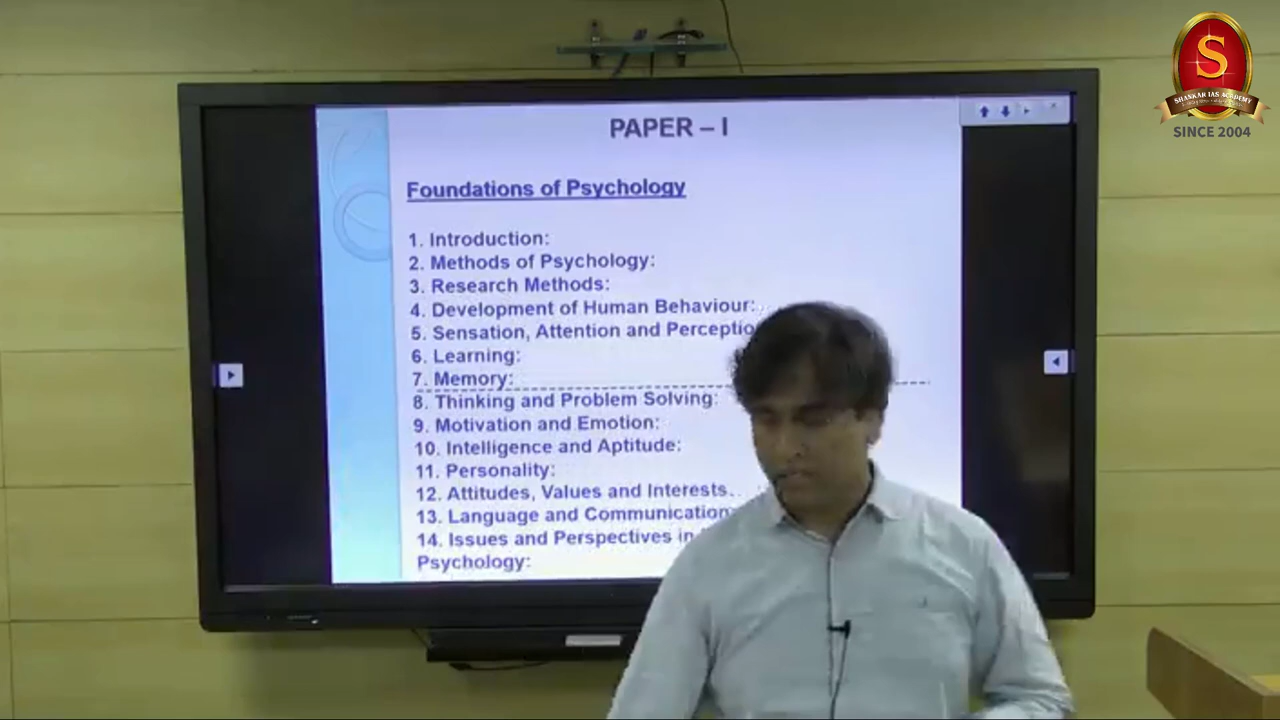 PAPER – I
Foundations of Psychology
1. Introduction:
2. Methods of Psychology:
3. Research Methods:
4. Development of Human Behaviour:
5. Sensation, Attention and Perceptio
6. Learning:
7. Memory:
8. Thinking and Problem Solving:
9. Motivation and Emotion:
10. Intelligence and Aptitude:
11. Personality:
12. Attitudes, Values and Interests
13. Language and Communication
14. Issues and Perspectives in
Psychology:
S
SHANKAR IAS ACADEMY
SINCE 2004